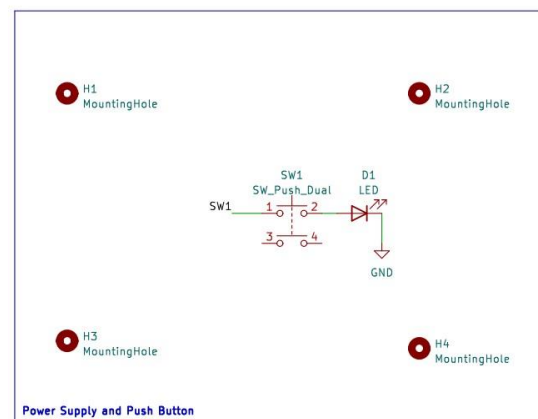 H1
MountingHole
H2
MountingHole
SW1
SW_Push_Dual
D1
LED
SW1
1
2
3
4
GND
H3
MountingHole
H4
MountingHole
Power Supply and Push Button